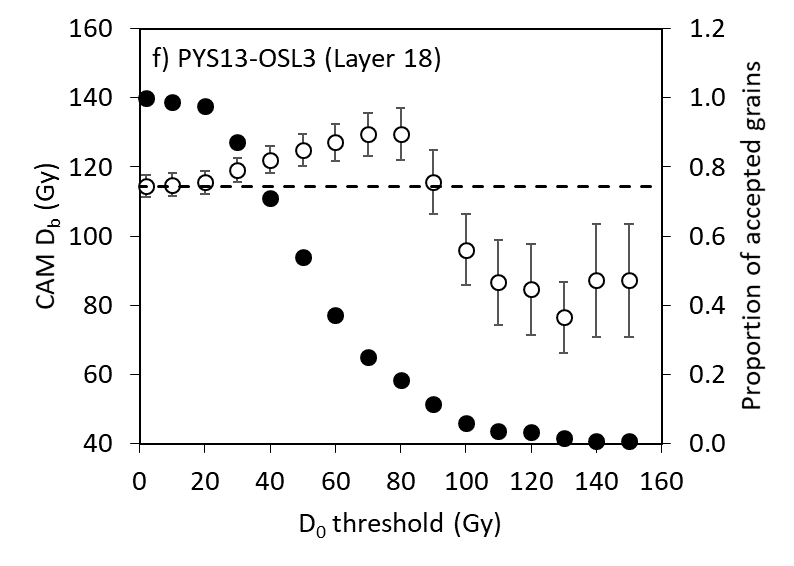 f) PYS13-OSL3 (Layer 18)
160
140
120
100
80
60
40
CAM Db (Gy)
1.2
1.0
0.8
0.6
0.4
0.2
0.0
Proportion of accepted grains
0 20 40 60 80 100 120 140 160
D0 threshold (Gy)